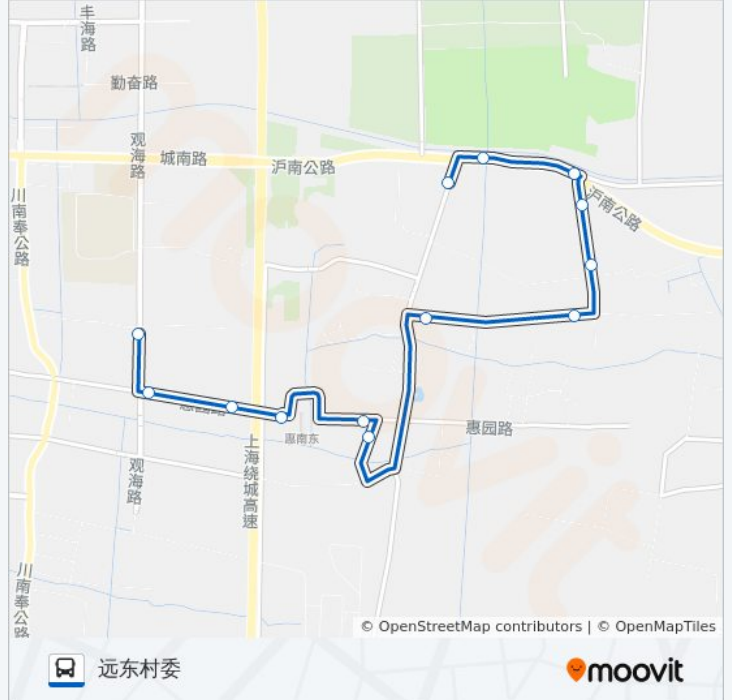 丰海路
勤奋路
观海路
城南路
沪南公路
川南奉公路
沪南公路
惠园路
惠南东
上海绕城高速
观海路
川南奉公路
© OpenStreetMap contributors | © OpenMapTiles
远东村委
moovit